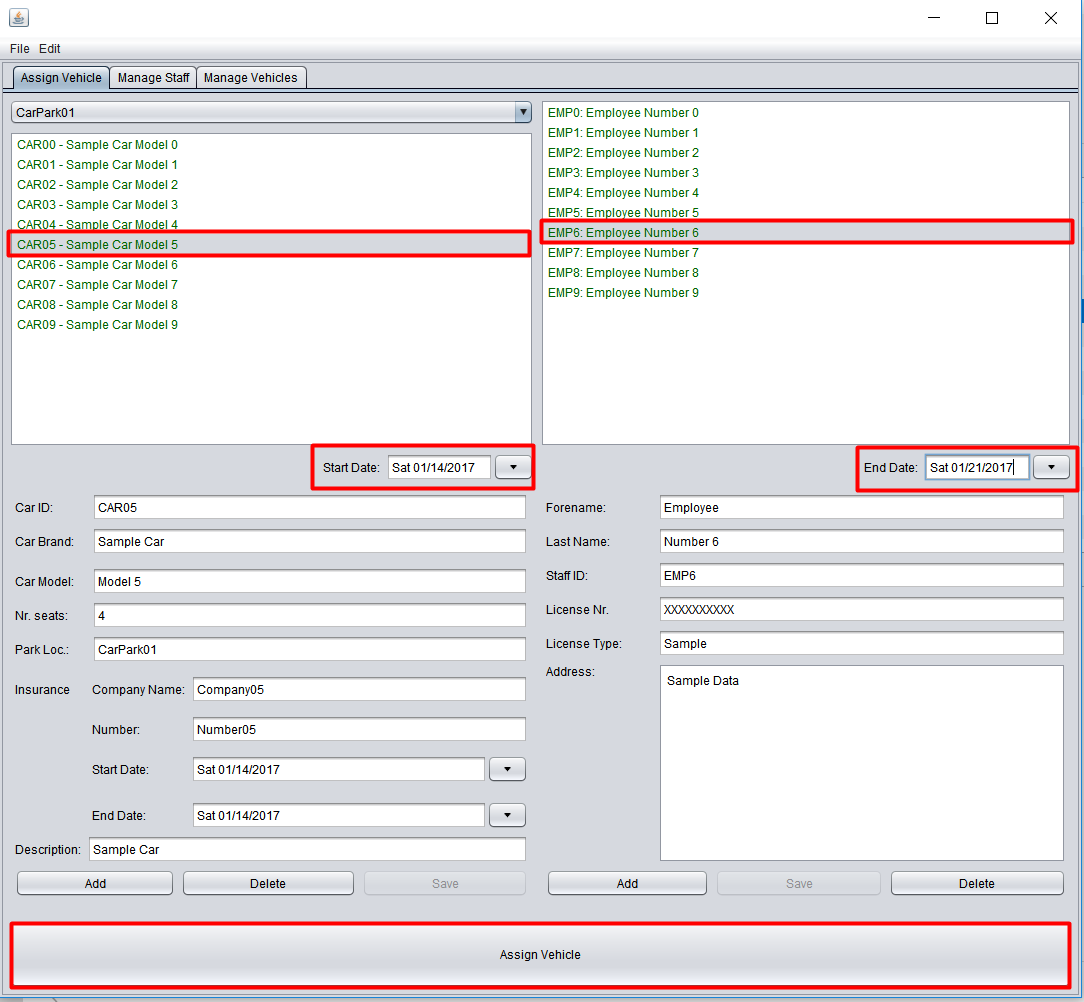 File Edit
Assign Vehicle Manage Staff Manage Vehicles
CarPark01
CAR00 - Sample Car Model 0
CAR01 - Sample Car Model 1
CAR02 - Sample Car Model 2
CAR03 - Sample Car Model 3
CAR04 - Sample Car Model 4
CAR05 - Sample Car Model 5
CAR06 - Sample Car Model 6
CAR07 - Sample Car Model 7
CAR08 - Sample Car Model 8
CAR09 - Sample Car Model 9
EMP0: Employee Number 0
EMP1: Employee Number 1
EMP2: Employee Number 2
EMP3: Employee Number 3
EMP4: Employee Number 4
EMP5: Employee Number 5
EMP6: Employee Number 6
EMP7: Employee Number 7
EMP8: Employee Number 8
EMP9: Employee Number 9
Start Date: Sat 01/14/2017
End Date: Sat 01/21/2017
Car ID: CAR05
Car Brand: Sample Car
Car Model: Model 5
Nr. seats: 4
Park Loc.: CarPark01
Insurance Company Name: Company05
Number: Number05
Start Date: Sat 01/14/2017
End Date: Sat 01/14/2017
Description: Sample Car
Add Delete Save
Forename: Employee
Last Name: Number 6
Staff ID: EMP6
License Nr. XXXXXXXXXX
License Type: Sample
Address: Sample Data
Add Save Delete
Assign Vehicle